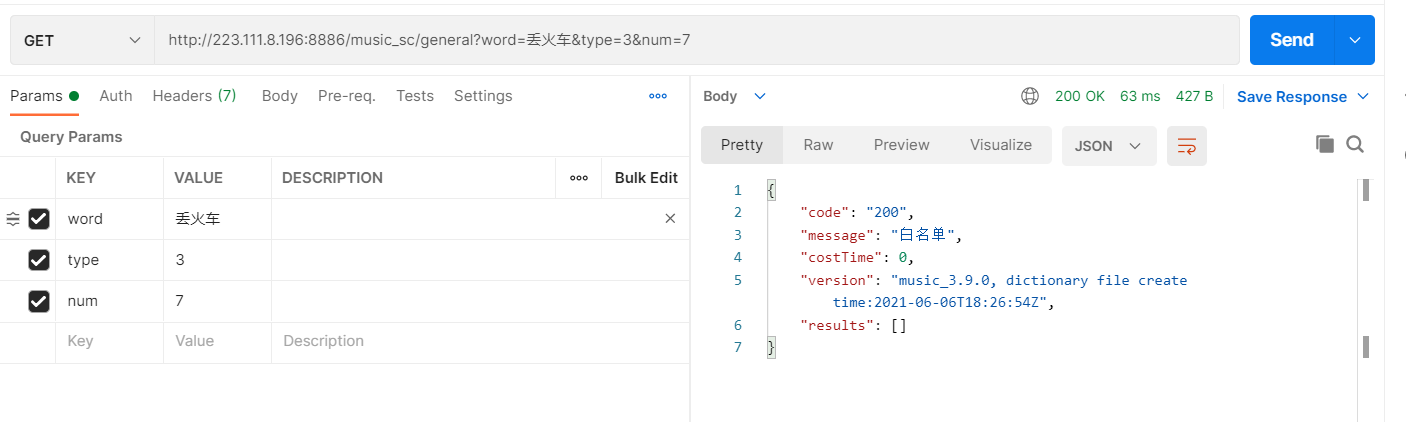 GET
http://223.111.8.196:8886/music_sc/general?word=丢火车&type=3&num=7
Send
Params
Auth
Headers (7)
Body
Pre-req.
Tests
Settings
Query Params
KEY VALUE DESCRIPTION Bulk Edit
word 丢火车
type 3
num 7
Key Value Description
Body
200 OK 63 ms 427 B Save Response
Pretty Raw Preview Visualize JSON
1 {
2 "code": "200",
3 "message": "白名单",
4 "costTime": 0,
5 "version": "music_3.9.0, dictionary file create
time:2021-06-06T18:26:54Z",
6 "results": []
7 }